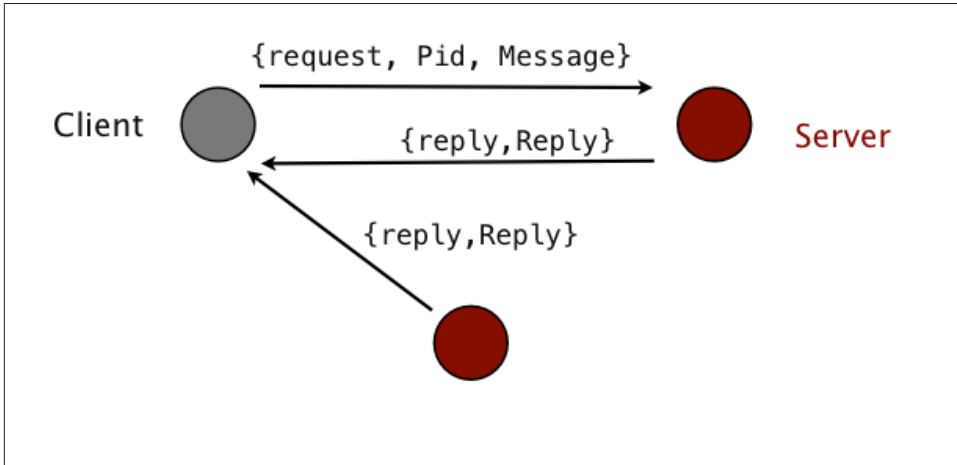 {request, Pid, Message}
Client
{reply,Reply}
Server
{reply,Reply}